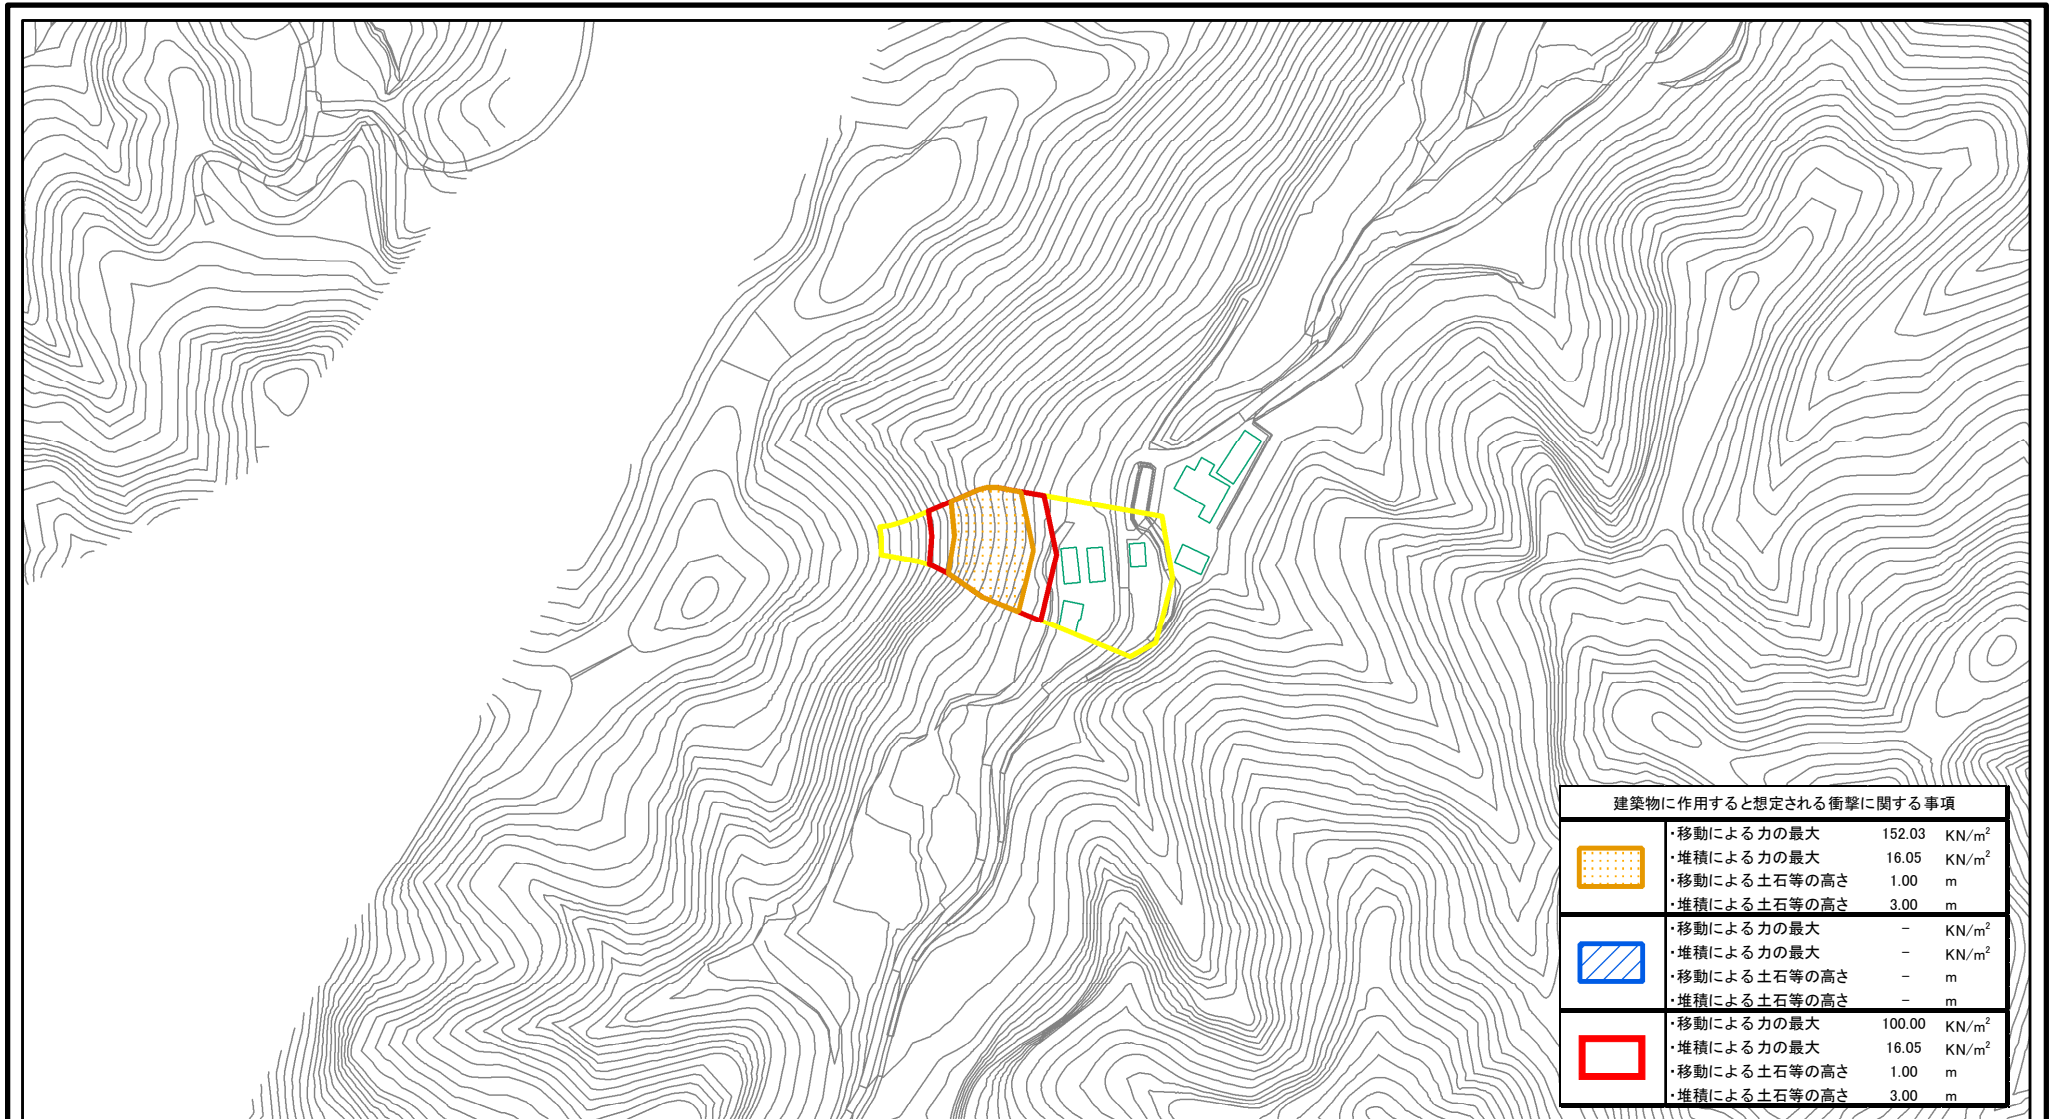 建築物に作用すると想定される衝撃に関する事項
・移動による力の最大 152.03 KN/m²
・堆積による力の最大 16.05 KN/m²
・移動による土石等の高さ 1.00 m
・堆積による土石等の高さ 3.00 m
・移動による力の最大 － KN/m²
・堆積による力の最大 － KN/m²
・移動による土石等の高さ － m
・堆積による土石等の高さ － m
・移動による力の最大 100.00 KN/m²
・堆積による力の最大 16.05 KN/m²
・移動による土石等の高さ 1.00 m
・堆積による土石等の高さ 3.00 m